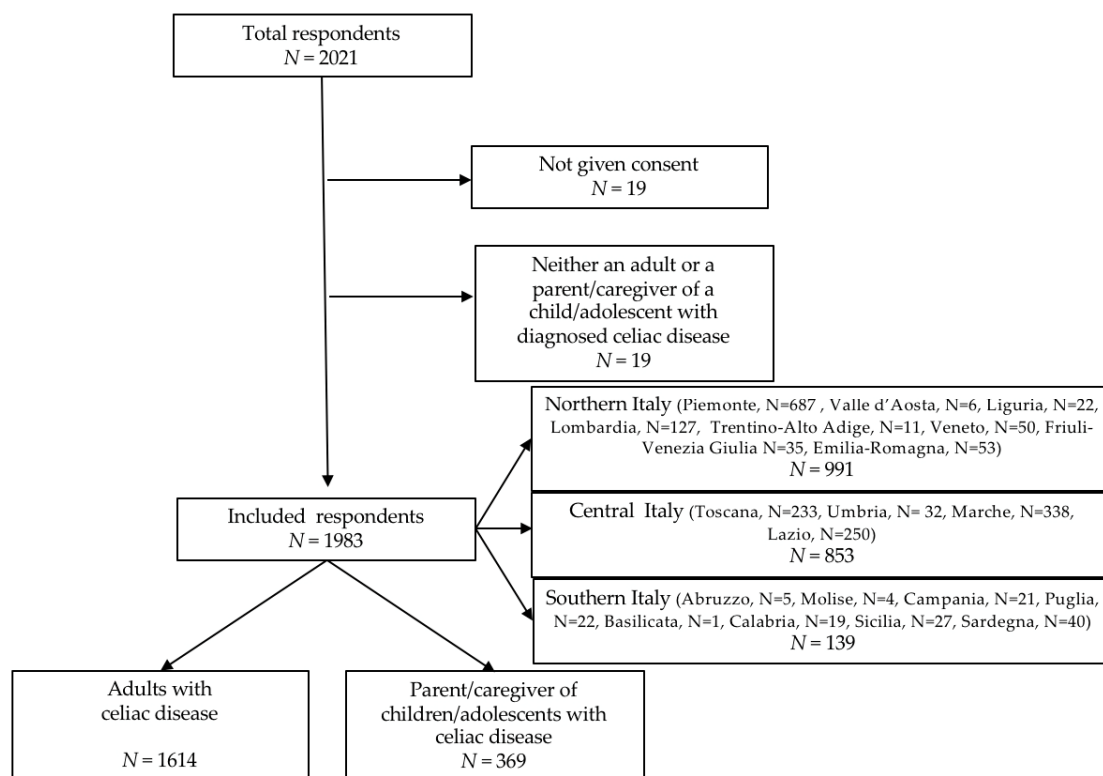 Total respondents
N = 2021
Not given consent
N = 19
Neither an adult or a
parent/caregiver of a
child/adolescent with
diagnosed celiac disease
N = 19
Northern Italy (Piemonte, N=687 , Valle d’Aosta, N=6, Liguria, N=22,
Lombardia, N=127, Trentino-Alto Adige, N=11, Veneto, N=50, Friuli-
Venezia Giulia N=35, Emilia-Romagna, N=53)
N = 991
Included respondents
N = 1983
Central Italy (Toscana, N=233, Umbria, N= 32, Marche, N=338,
Lazio, N=250)
N = 853
Southern Italy (Abruzzo, N=5, Molise, N=4, Campania, N=21, Puglia,
N=22, Basilicata, N=1, Calabria, N=19, Sicilia, N=27, Sardegna, N=40)
N = 139
Adults with
celiac disease
N = 1614
Parent/caregiver of
children/adolescents with
celiac disease
N = 369